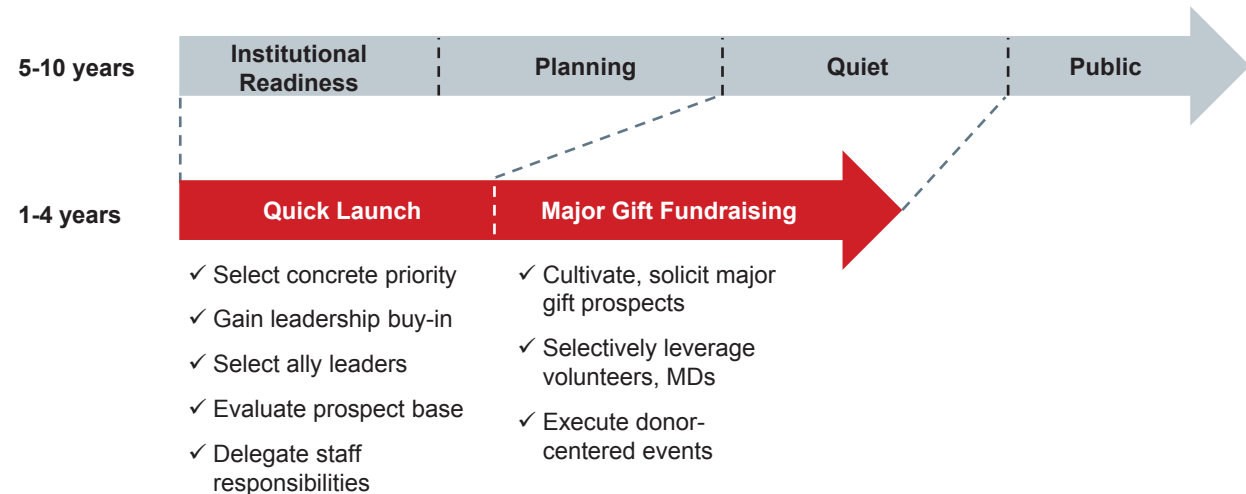 5-10 years
Institutional
Readiness
Planning
Quiet
Public
1-4 years
Quick Launch
Major Gift Fundraising
✓ Select concrete priority
✓ Gain leadership buy-in
✓ Select ally leaders
✓ Evaluate prospect base
✓ Delegate staff
responsibilities
✓ Cultivate, solicit major
gift prospects
✓ Selectively leverage
volunteers, MDs
✓ Execute donor-
centered events